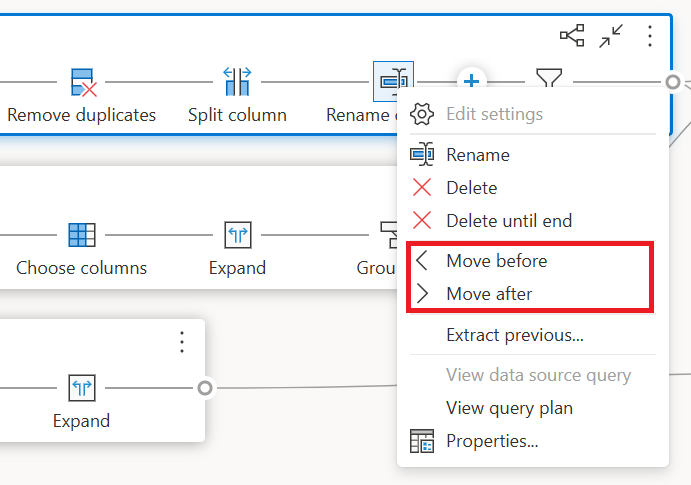 Remove duplicates
Split column
Rename
Edit settings
Rename
Delete
Delete until end
Choose columns
Expand
Move before
Move after
Extract previous...
View data source query
Expand
View query plan
Properties...